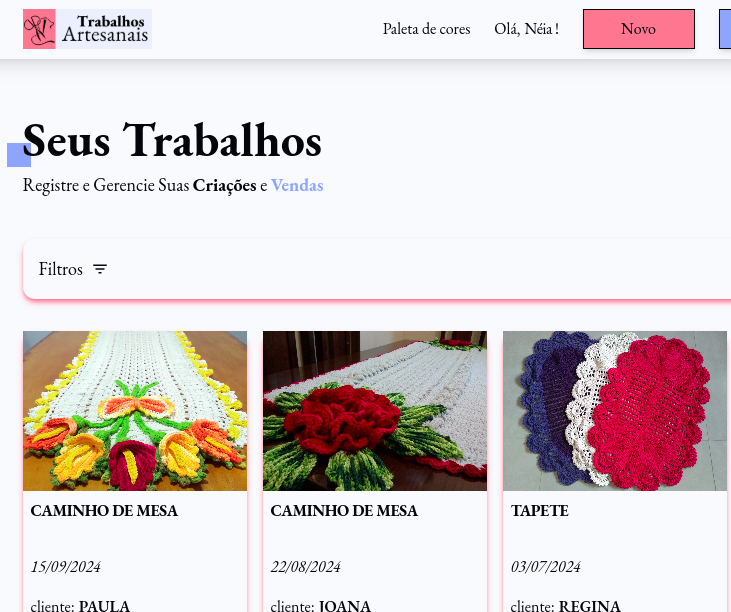 Trabalhos
Artesanais
Paleta de cores Olá, Néia ! Novo
Seus Trabalhos
Registre e Gerencie Suas Criações e Vendas
Filtros
CAMINHO DE MESA CAMINHO DE MESA TAPETE
15/09/2024 22/08/2024 03/07/2024
cliente: PAULA cliente: JOANA cliente: REGINA